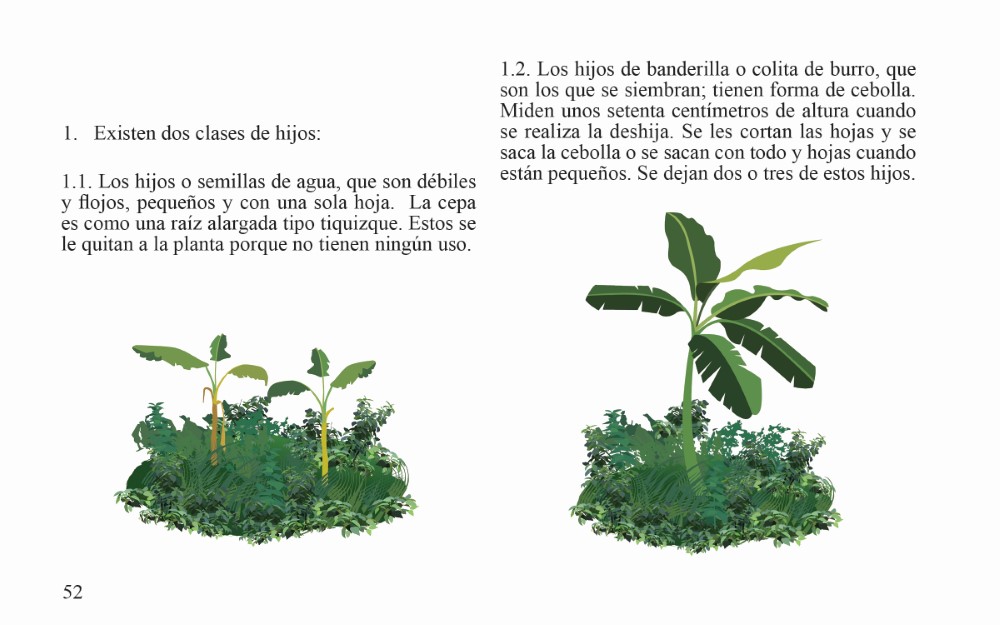 1. Existen dos clases de hijos:
1.1. Los hijos o semillas de agua, que son débiles
y flojos, pequeños y con una sola hoja. La cepa
es como una raíz alargada tipo tiquizque. Estos se
le quitan a la planta porque no tienen ningún uso.
1.2. Los hijos de banderilla o colita de burro, que
son los que se siembran; tienen forma de cebolla.
Miden unos setenta centímetros de altura cuando
se realiza la deshija. Se les cortan las hojas y se
saca la cebolla o se sacan con todo y hojas cuando
están pequeños. Se dejan dos o tres de estos hijos.
52